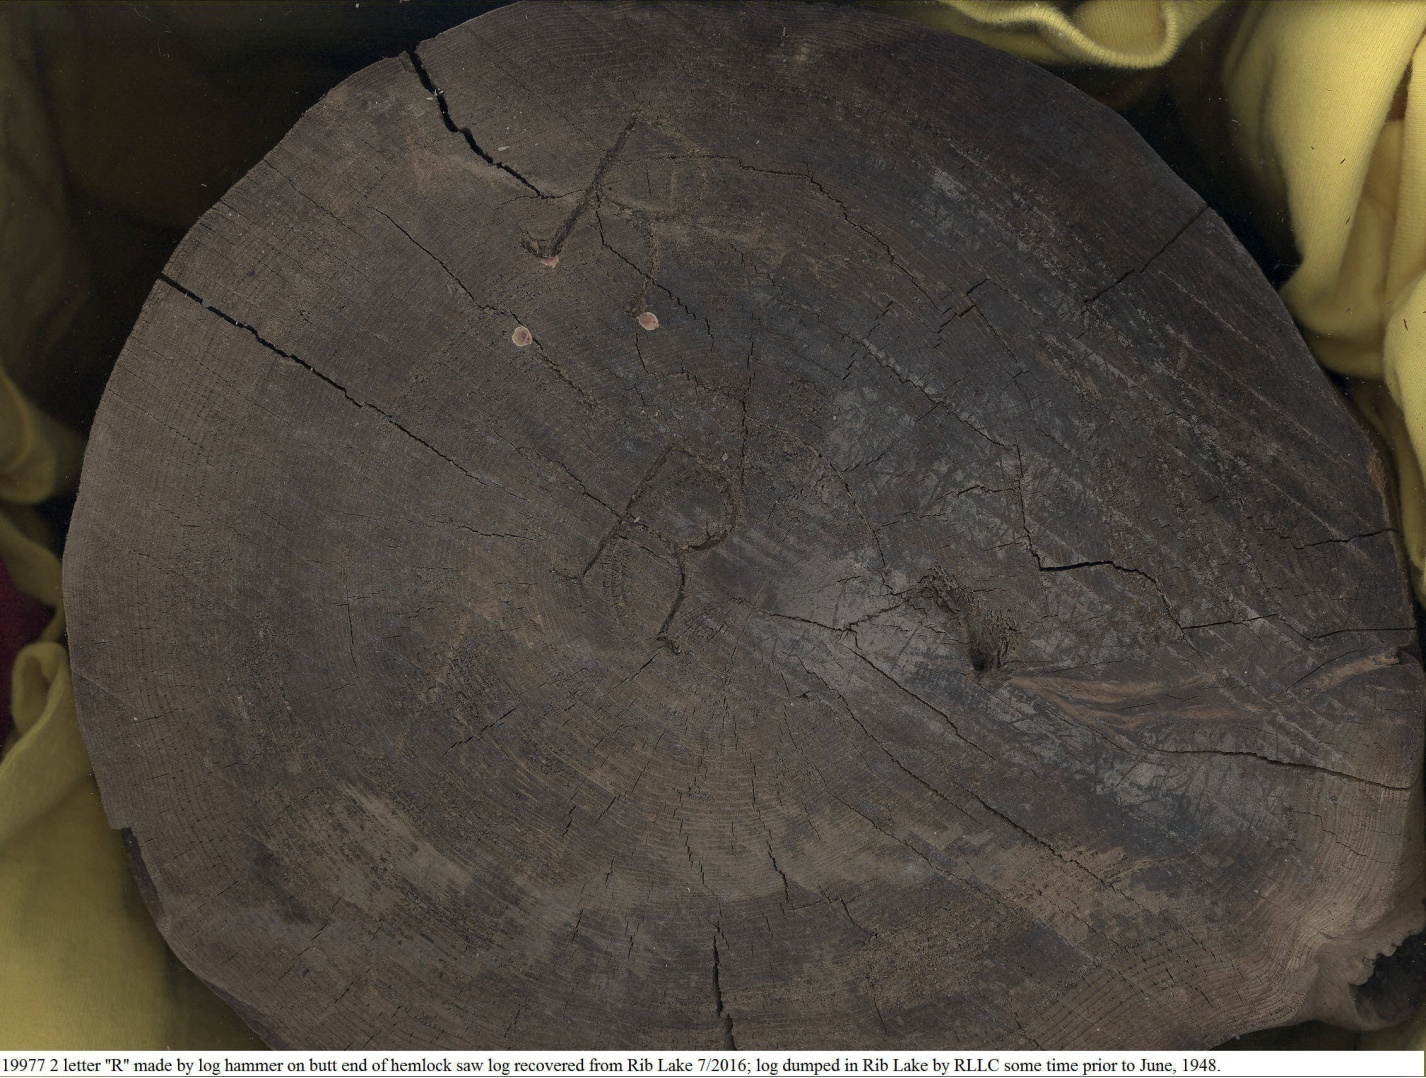 R
R
19977 2 letter "R" made by log hammer on butt end of hemlock saw log recovered from Rib Lake 7/2016; log dumped in Rib Lake by RLLC some time prior to June, 1948.